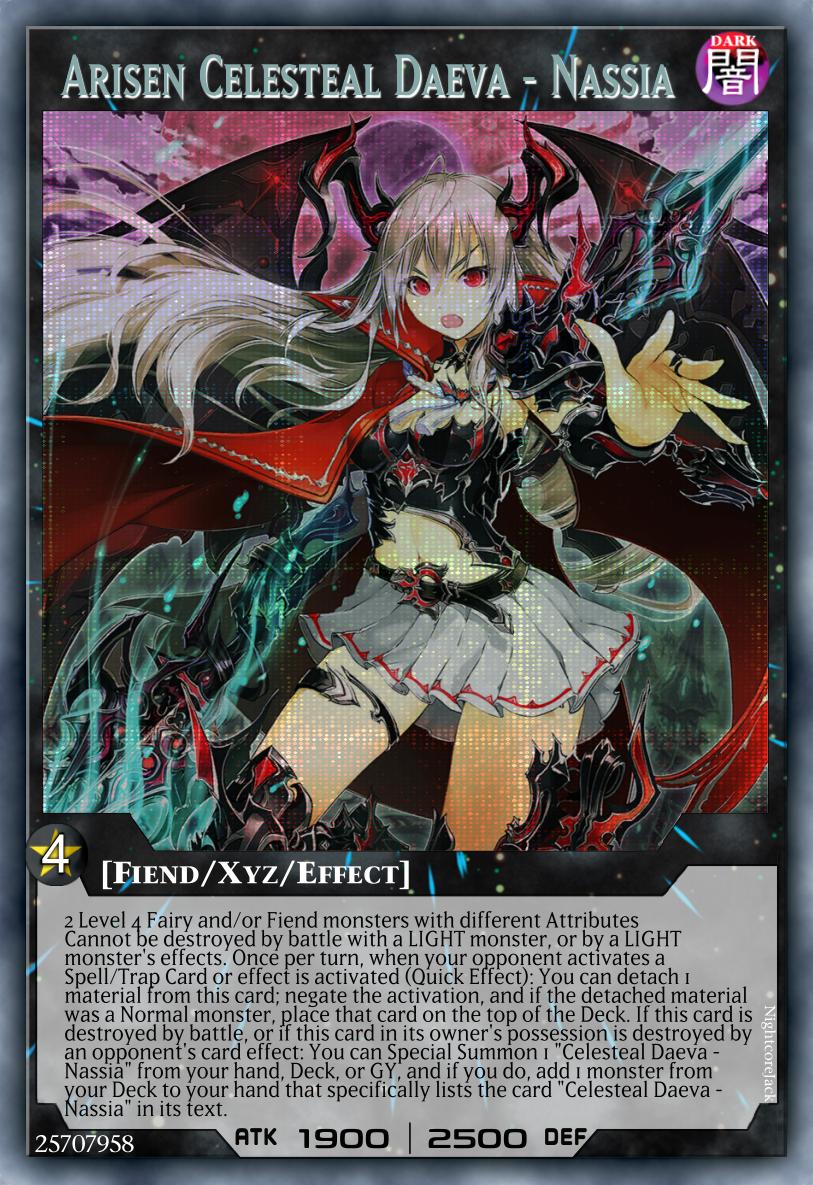 Arisen Celesteal Daeva - Nassia
DARK
闇
4
[Fiend/Xyz/Effect]
2 Level 4 Fairy and/or Fiend monsters with different Attributes
Cannot be destroyed by battle with a LIGHT monster, or by a LIGHT
monster's effects. Once per turn, when your opponent activates a
Spell/Trap Card or effect is activated (Quick Effect): You can detach 1
material from this card; negate the activation, and if the detached material
was a Normal monster, place that card on the top of the Deck. If this card is
destroyed by battle, or if this card in its owner's possession is destroyed by
an opponent's card effect: You can Special Summon 1 "Celesteal Daeva -
Nassia" from your hand, Deck, or GY, and if you do, add 1 monster from
your Deck to your hand that specifically lists the card "Celesteal Daeva -
Nassia" in its text.
NightcoreJack
25707958
ATK 1900 | 2500 DEF